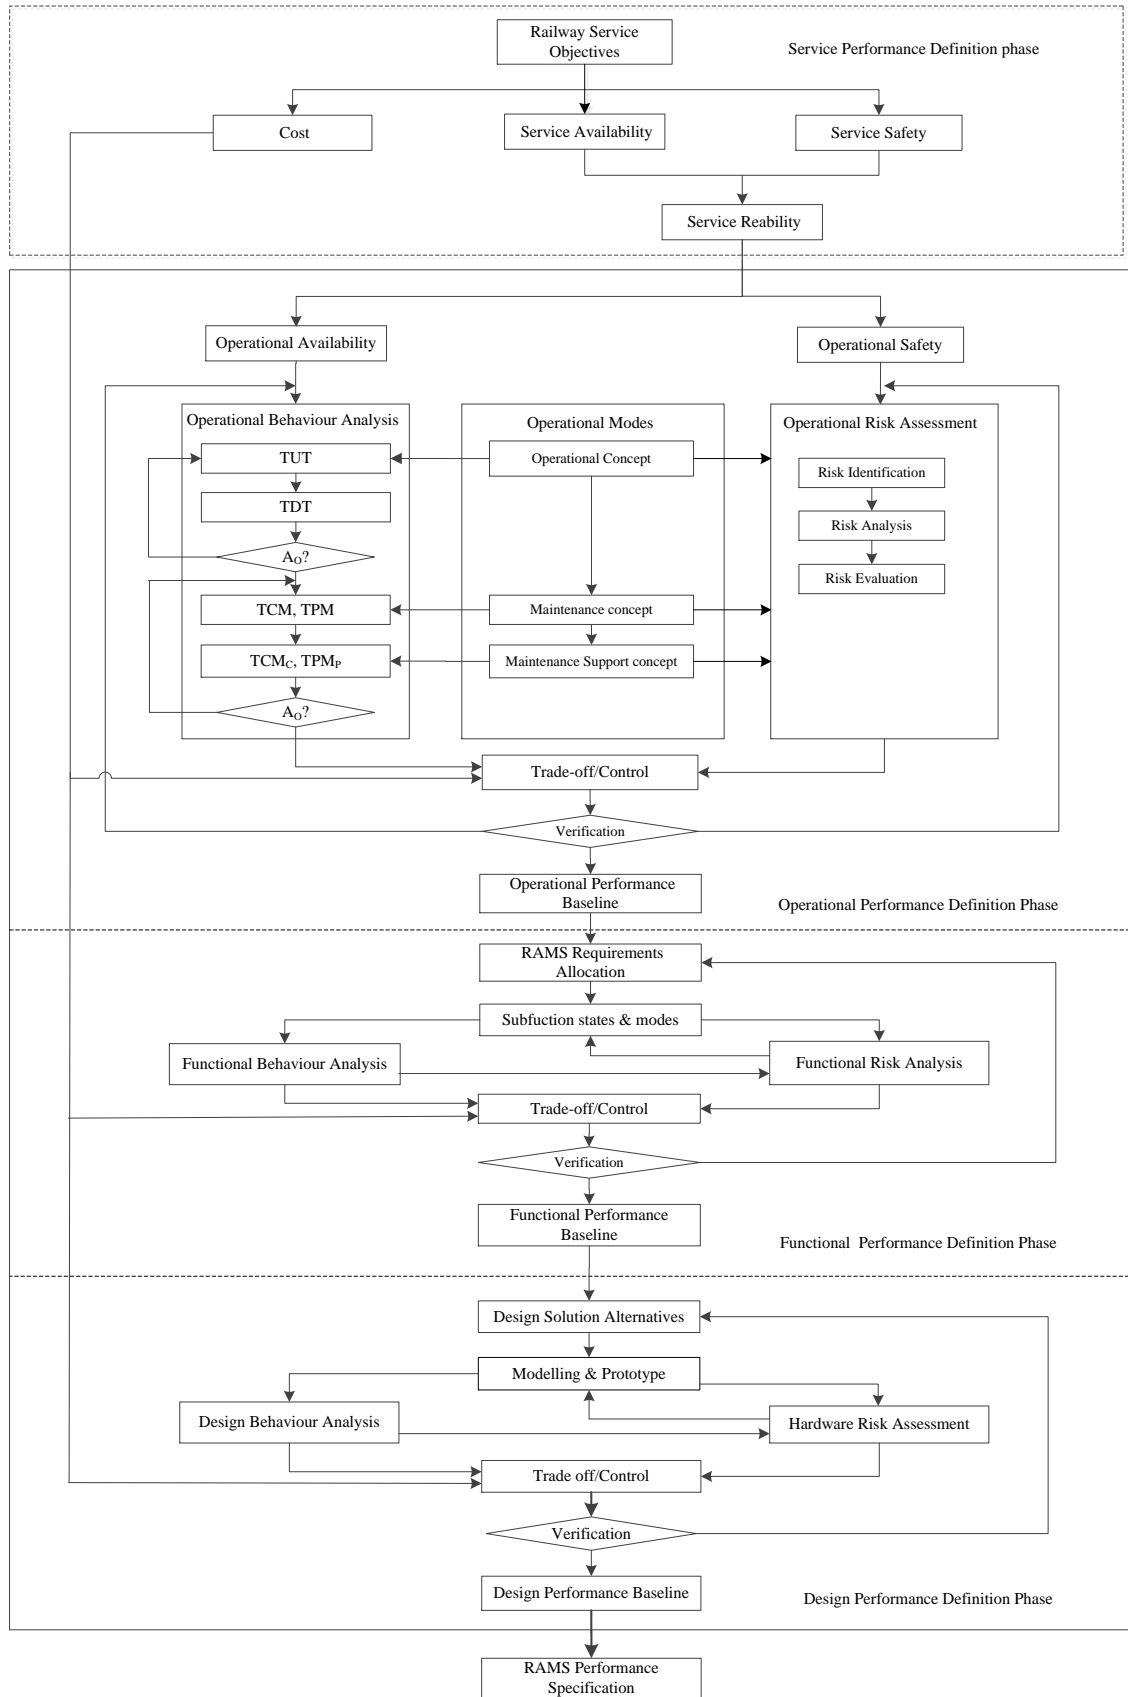 Railway Service
Objectives
Service Performance Definition phase
Cost
Service Availability
Service Safety
Service Reability
Operational Availability
Operational Safety
Operational Behaviour Analysis
Operational Modes
Operational Risk Assessment
TUT
Operational Concept
Risk Identification
TDT
Risk Analysis
AO?
Risk Evaluation
TCM, TPM
Maintenance concept
TCMC, TPMP
Maintenance Support concept
AO?
Trade-off/Control
Verification
Operational Performance
Baseline
Operational Performance Definition Phase
RAMS Requirements
Allocation
Subfuction states & modes
Functional Behaviour Analysis
Functional Risk Analysis
Trade-off/Control
Verification
Functional Performance
Baseline
Functional  Performance Definition Phase
Design Solution Alternatives
Modelling & Prototype
Design Behaviour Analysis
Hardware Risk Assessment
Trade off/Control
Verification
Design Performance Baseline
Design Performance Definition Phase
RAMS Performance
Specification